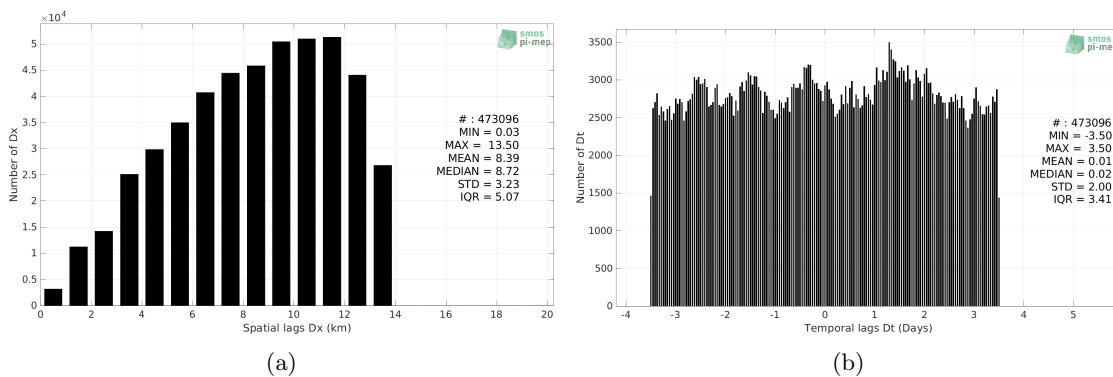 ×10⁴
5
4.5
4
3.5
3
2.5
2
1.5
1
0.5
0
Number of Dx
0 2 4 6 8 10 12 14 16 18 20
Spatial lags Dx (km)
smos
pi-mep
# : 473096
MIN = 0.03
MAX = 13.50
MEAN = 8.39
MEDIAN = 8.72
STD = 3.23
IQR = 5.07
(a)
3500
3000
2500
2000
1500
1000
500
0
Number of Dt
-4 -3 -2 -1 0 1 2 3 4 5
Temporal lags Dt (Days)
smos
pi-me
# : 473096
MIN = -3.50
MAX = 3.50
MEAN = 0.01
MEDIAN = 0.02
STD = 2.00
IQR = 3.41
(b)